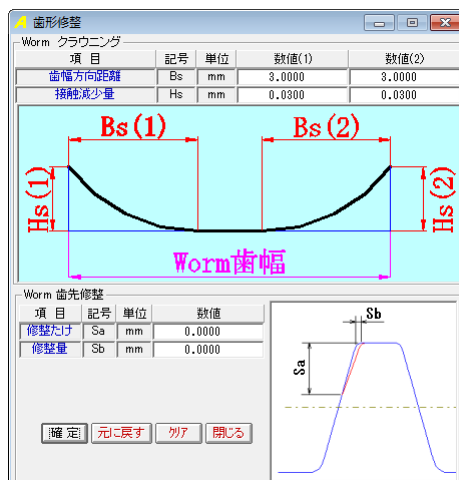 歯形修整
Worm クラウニング
項 目 記号 単位 数値(1) 数値(2)
歯幅方向距離 Bs mm 3.0000 3.0000
接触減少量 Hs mm 0.0300 0.0300
Bs(1) Bs(2)
Hs(1) Hs(2)
Worm歯幅
Worm 歯先修整
項 目 記号 単位 数値
修整たけ Sa mm 0.0000
修整量 Sb mm 0.0000
Sb
Sa
確 定 元に戻す クリア 閉じる